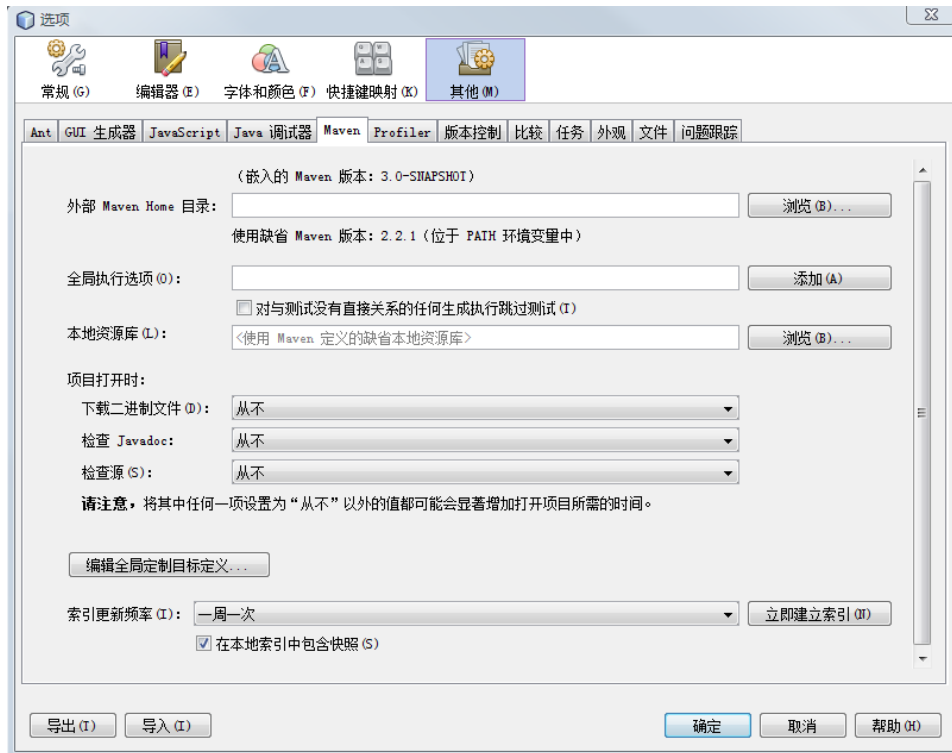 选项
常规(G) 编辑器(E) 字体和颜色(F) 快捷键映射(K) 其他(M)
Ant GUI 生成器 JavaScript Java 调试器 Maven Profiler 版本控制 比较 任务 外观 文件 问题跟踪
(嵌入的 Maven 版本: 3.0-SNAPSHOT)
外部 Maven Home 目录: 浏览(B)...
使用缺省 Maven 版本: 2.2.1(位于 PATH 环境变量中)
全局执行选项(O): 添加(A)
对与测试没有直接关系的任何生成执行跳过测试(T)
本地资源库(L): <使用 Maven 定义的缺省本地资源库> 浏览(B)...
项目打开时:
下载二进制文件(D): 从不
检查 Javadoc: 从不
检查源(S): 从不
请注意,将其中任何一项设置为“从不”以外的值都可能会显著增加打开项目所需的时间。
编辑全局定制目标定义...
索引更新频率(I): 一周一次 立即建立索引(N)
在本地索引中包含快照(S)
导出(T) 导入(I) 确定 取消 帮助(H)